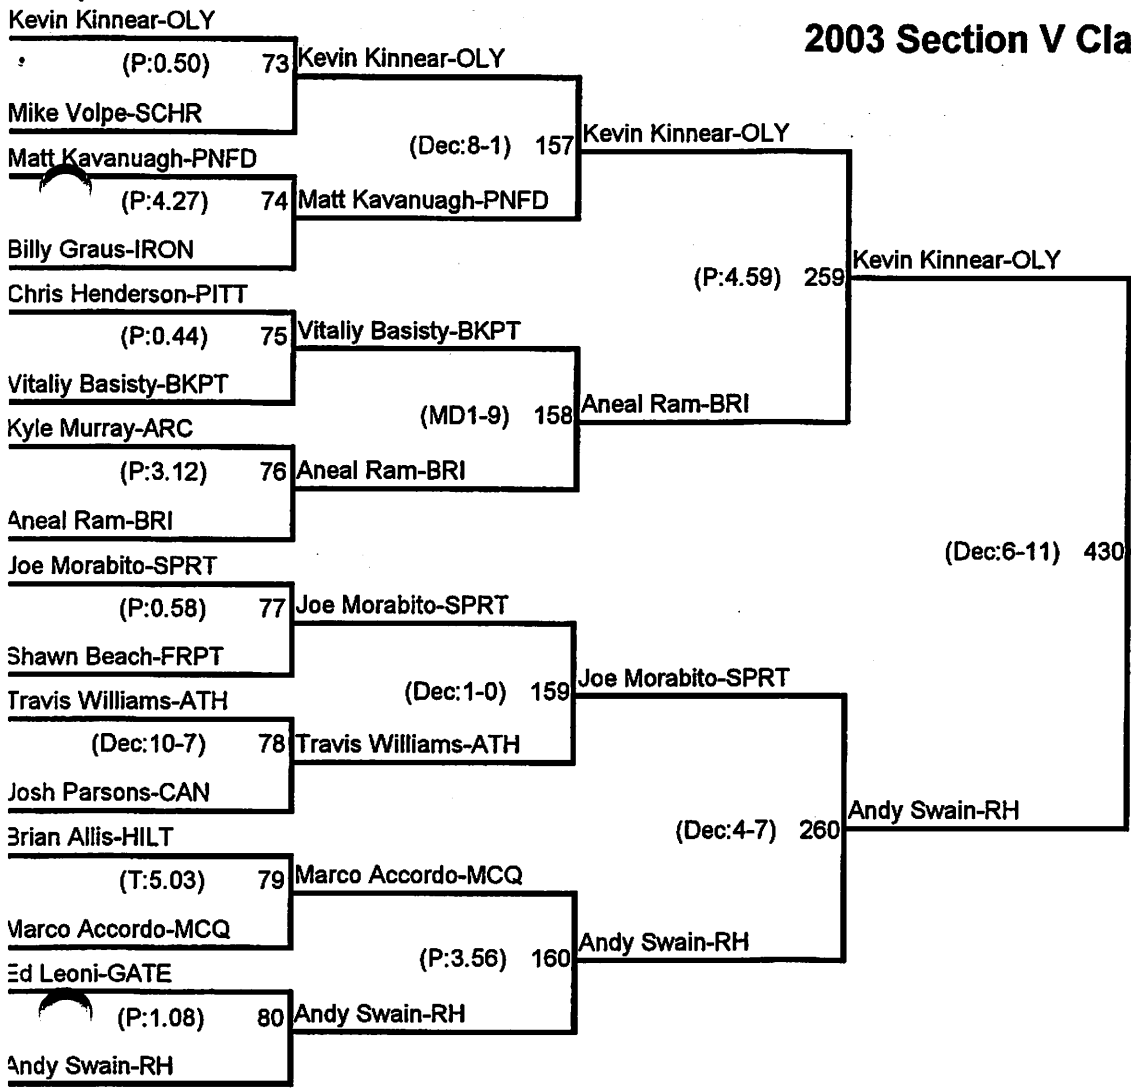 Kevin Kinnear-OLY
2003 Section V Cla
(P:0.50) 73 Kevin Kinnear-OLY
Mike Volpe-SCHR
(Dec:8-1) 157 Kevin Kinnear-OLY
Matt Kavanuagh-PNFD
(P:4.27) 74 Matt Kavanuagh-PNFD
Billy Graus-IRON
(P:4.59) 259 Kevin Kinnear-OLY
Chris Henderson-PITT
(P:0.44) 75 Vitaliy Basisty-BKPT
Vitaliy Basisty-BKPT
(MD1-9) 158 Aneal Ram-BRI
Kyle Murray-ARC
(P:3.12) 76 Aneal Ram-BRI
Aneal Ram-BRI
(Dec:6-11) 430
Joe Morabito-SPRT
(P:0.58) 77 Joe Morabito-SPRT
Shawn Beach-FRPT
(Dec:1-0) 159 Joe Morabito-SPRT
Travis Williams-ATH
(Dec:10-7) 78 Travis Williams-ATH
Josh Parsons-CAN
(Dec:4-7) 260 Andy Swain-RH
Brian Allis-HILT
(T:5.03) 79 Marco Accordo-MCQ
Marco Accordo-MCQ
(P:3.56) 160 Andy Swain-RH
Ed Leoni-GATE
(P:1.08) 80 Andy Swain-RH
Andy Swain-RH